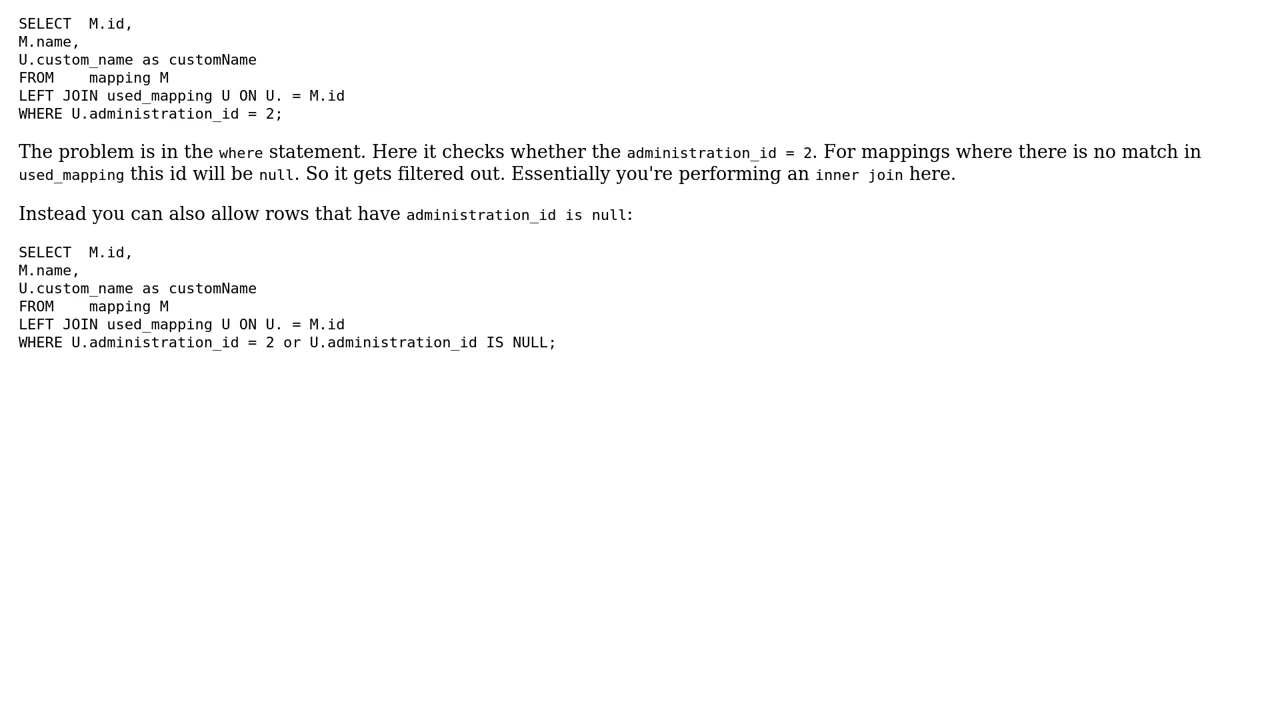 SELECT  M.id,
M.name,
U.custom_name as customName
FROM    mapping M
LEFT JOIN used_mapping U ON U. = M.id
WHERE U.administration_id = 2;
The problem is in the where statement. Here it checks whether the administration_id = 2. For mappings where there is no match in
used_mapping this id will be null. So it gets filtered out. Essentially you're performing an inner join here.
Instead you can also allow rows that have administration_id is null:
SELECT  M.id,
M.name,
U.custom_name as customName
FROM    mapping M
LEFT JOIN used_mapping U ON U. = M.id
WHERE U.administration_id = 2 or U.administration_id IS NULL;